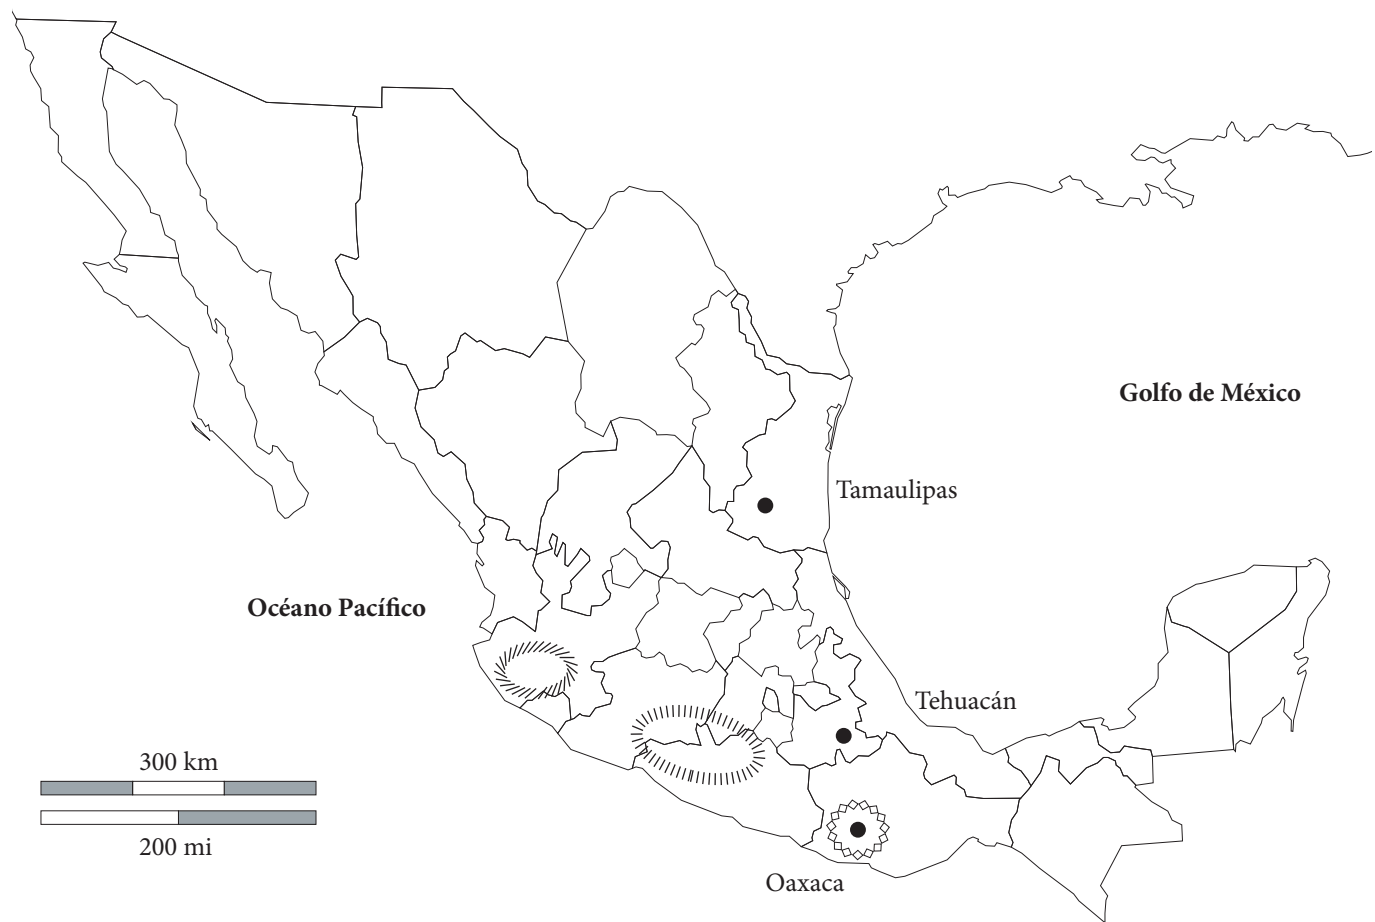 Golfo de México
Tamaulipas
Océano Pacífico
Tehuacán
300 km
200 mi
Oaxaca